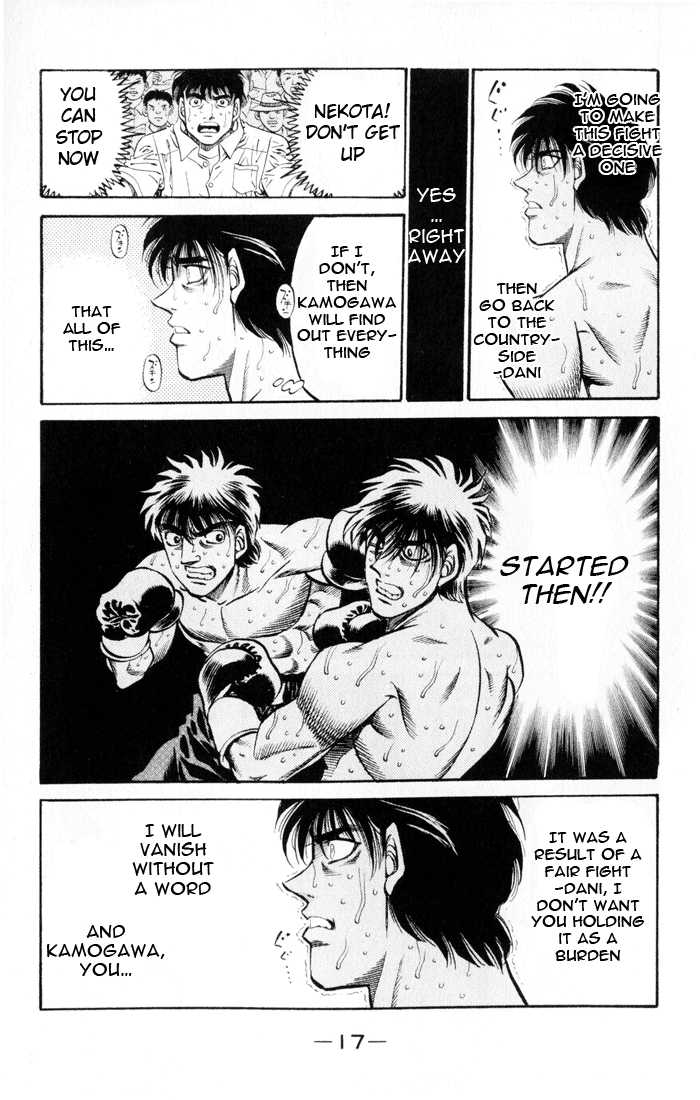 I'M GOING
TO MAKE
THIS FIGHT
A DECISIVE
ONE
THEN
GO BACK
TO THE
COUNTRY-
SIDE
-DANI
YES
...
RIGHT
AWAY
NEKOTA!
DON'T GET
UP
YOU
CAN
STOP
NOW
IF I
DON'T,
THEN
KAMOGAWA
WILL FIND
OUT EVERY-
THING
THAT
ALL OF
THIS...
STARTED
THEN!!
IT WAS A
RESULT OF A
FAIR FIGHT
-DANI, I
DON'T WANT
YOU HOLDING
IT AS A
BURDEN
I WILL
VANISH
WITHOUT
A WORD
AND
KAMOGAWA,
YOU...
—17—